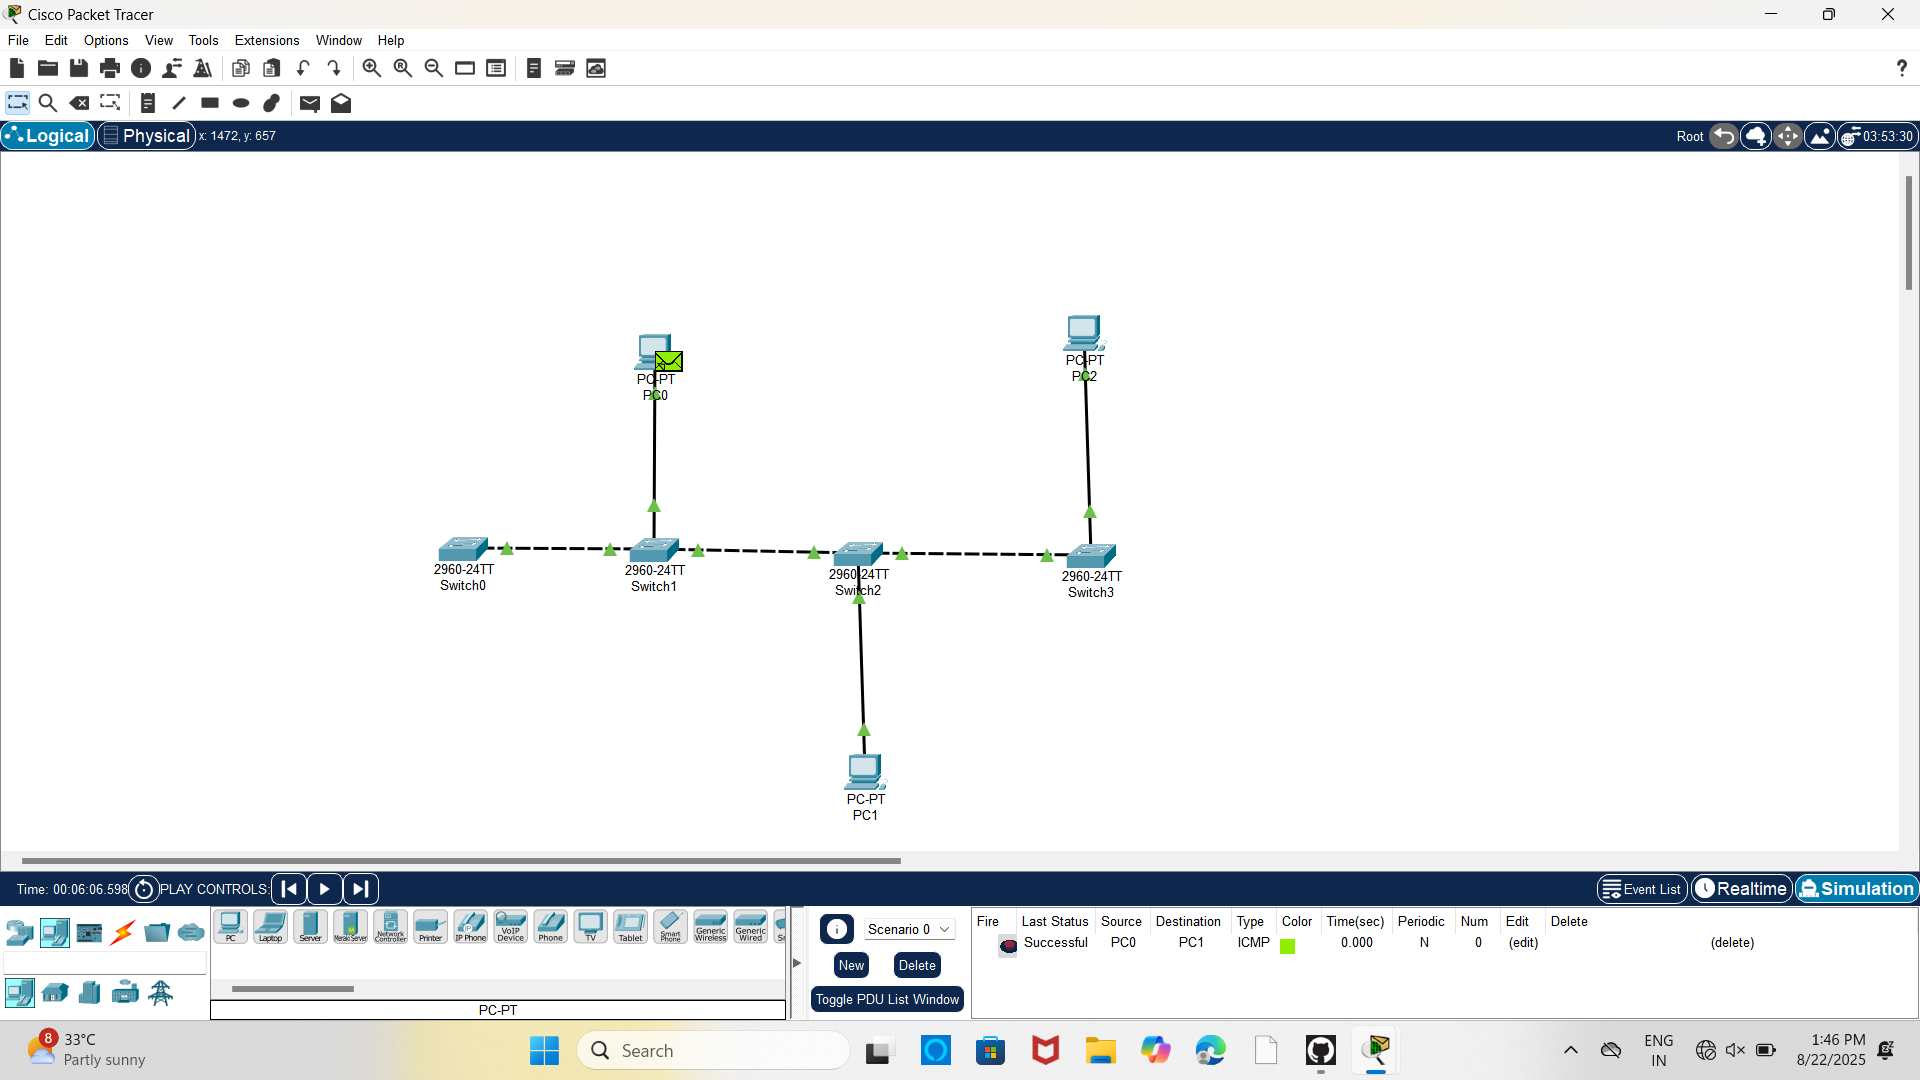 Cisco Packet Tracer
File Edit Options View Tools Extensions Window Help
Logical Physical x: 1472, y: 657 Root 03:53:30
PC-PT
PC0
PC-PT
PC2
2960-24TT
Switch0
2960-24TT
Switch1
2960-24TT
Switch2
2960-24TT
Switch3
PC-PT
PC1
Time: 00:06:06.598 PLAY CONTROLS: Event List Realtime Simulation
PC Laptop Server Meraki Server Network Controller Printer IP Phone VoIP Device Phone TV Tablet Smart Phone Generic Wireless Generic Wired
PC-PT
Scenario 0
New Delete
Toggle PDU List Window
Fire Last Status Source Destination Type Color Time(sec) Periodic Num Edit Delete
Successful PC0 PC1 ICMP 0.000 N 0 (edit) (delete)
8 33°C
Partly sunny
Search
ENG
IN
1:46 PM
8/22/2025